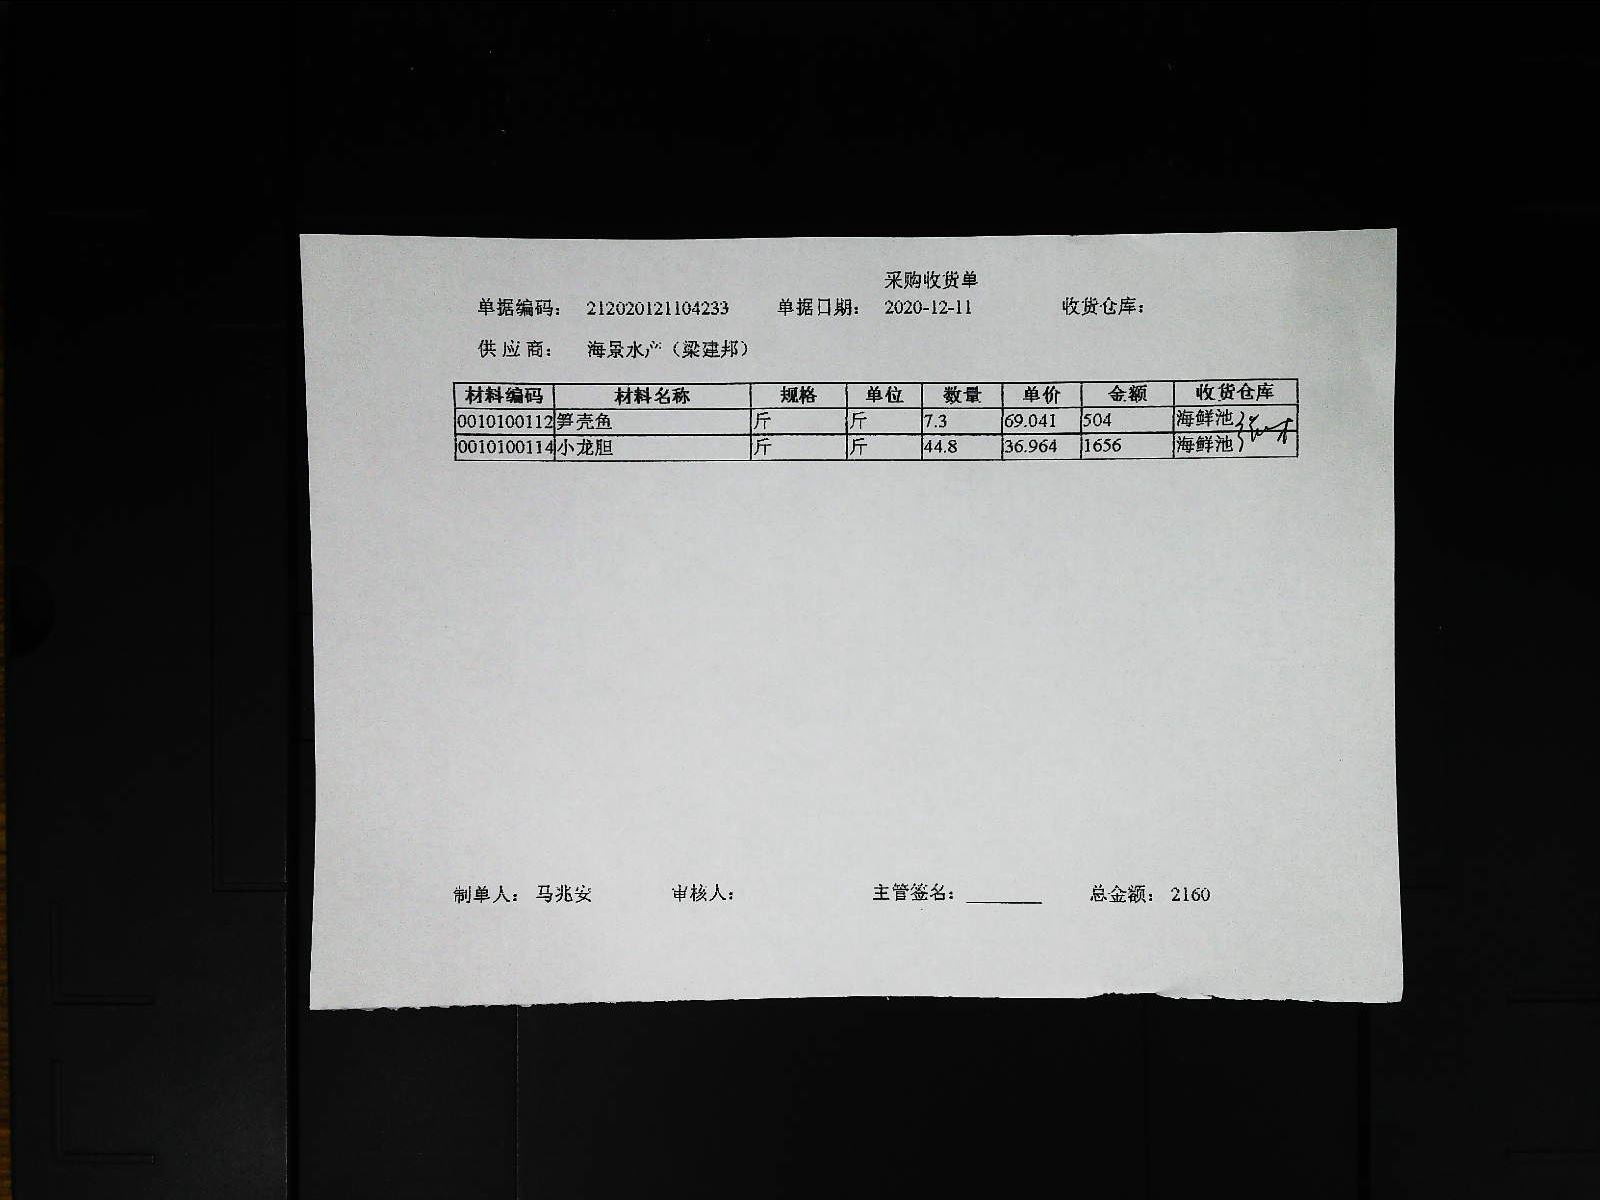 采购收货单
单据编码： 212020121104233 单据日期： 2020-12-11 收货仓库：
供 应 商： 海景水产（梁建邦）
材料编码 材料名称 规格 单位 数量 单价 金额 收货仓库
0010100112 笋壳鱼 斤 斤 7.3 69.041 504 海鲜池
0010100114 小龙胆 斤 斤 44.8 36.964 1656 海鲜池
制单人： 马兆安 审核人： 主管签名：________ 总金额： 2160